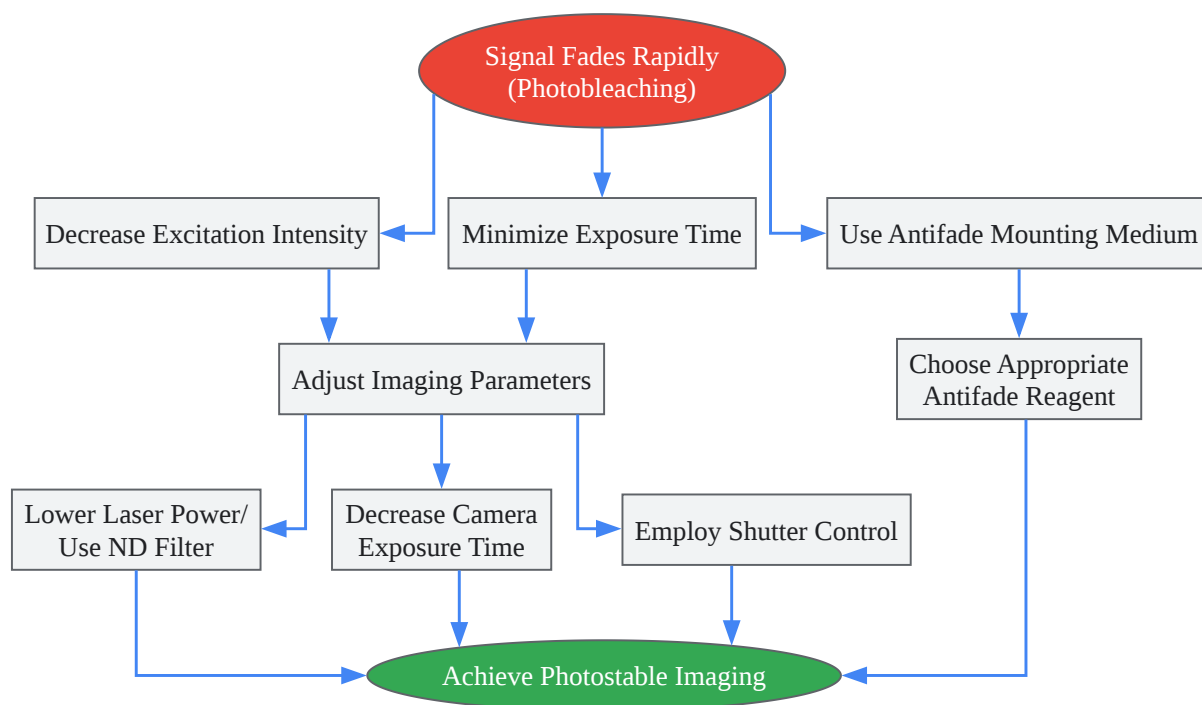 Signal Fades Rapidly
(Photobleaching)
Decrease Excitation Intensity
Minimize Exposure Time
Use Antifade Mounting Medium
Adjust Imaging Parameters
Choose Appropriate
Antifade Reagent
Lower Laser Power/
Use ND Filter
Decrease Camera
Exposure Time
Employ Shutter Control
Achieve Photostable Imaging